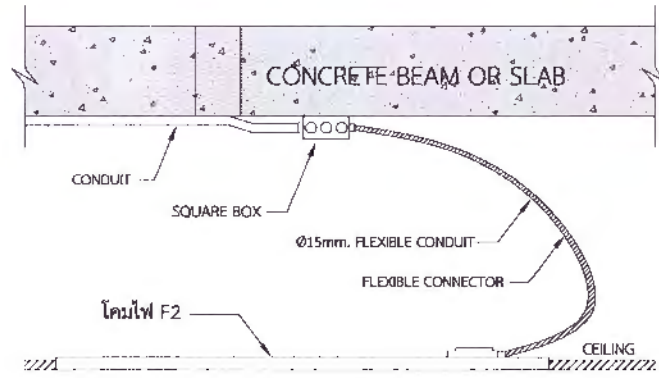 CONCRETE BEAM OR SLAB
CONDUIT
SQUARE BOX
Ø15mm. FLEXIBLE CONDUIT
FLEXIBLE CONNECTOR
โคมไฟ F2
CEILING